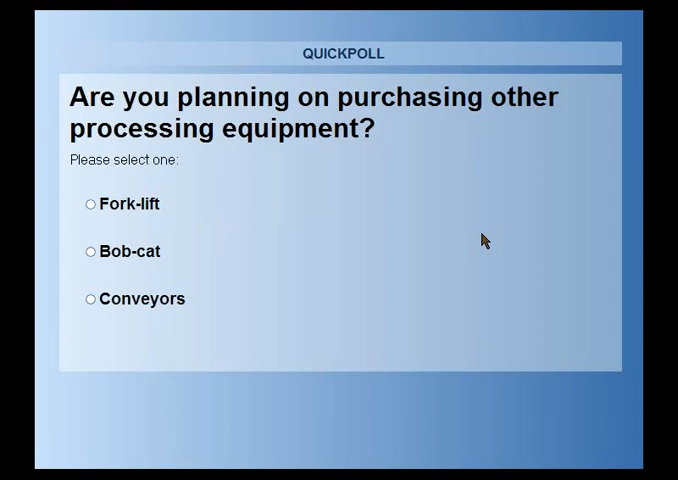 QUICKPOLL
Are you planning on purchasing other
processing equipment?
Please select one:
Fork-lift
Bob-cat
Conveyors